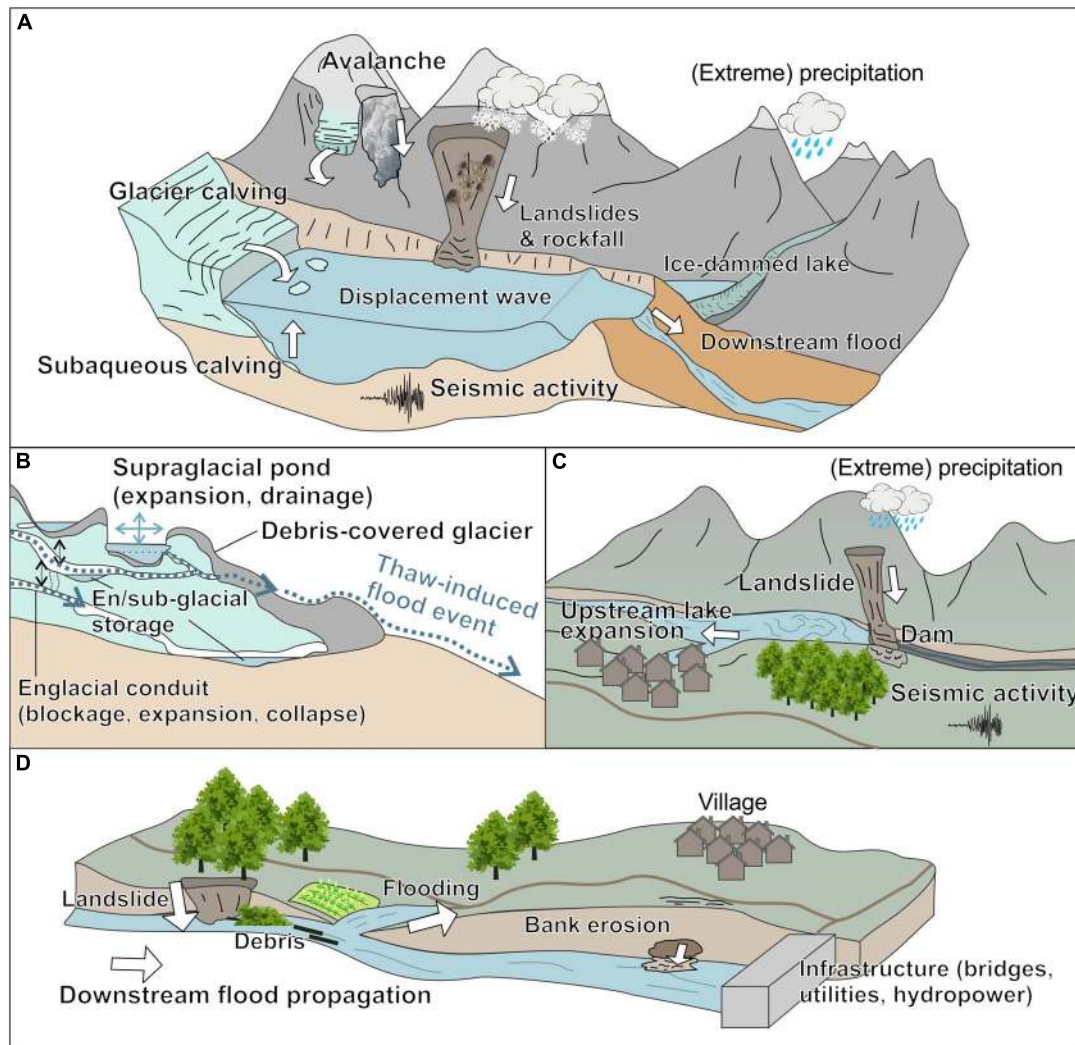 A
Avalanche
(Extreme) precipitation
Glacier calving
Landslides
& rockfall
Ice-dammed lake
Displacement wave
Downstream flood
Subaqueous calving
Seismic activity
B
Supraglacial pond
(expansion, drainage)
Debris-covered glacier
Thaw-induced
flood event
En/sub-glacial
storage
Englacial conduit
(blockage, expansion, collapse)
C
(Extreme) precipitation
Landslide
Upstream lake
expansion
Dam
Seismic activity
D
Village
Landslide
Flooding
Bank erosion
Debris
Infrastructure (bridges,
utilities, hydropower)
Downstream flood propagation